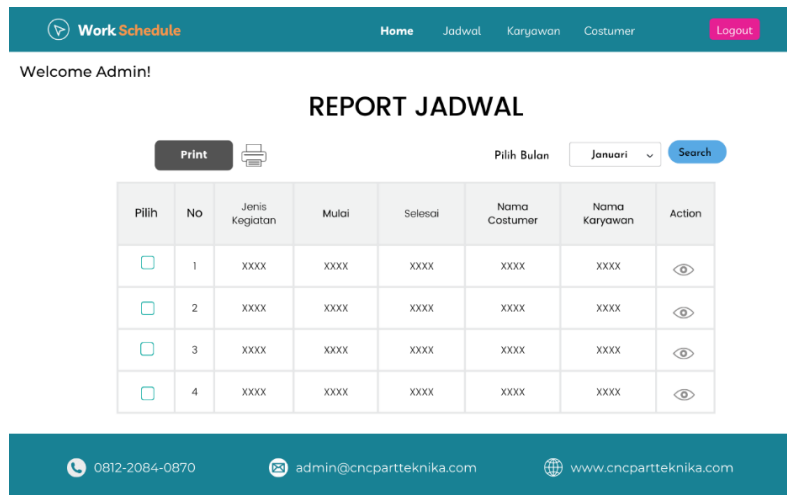 Work Schedule Home Jadwal Karyawan Costumer Logout
Welcome Admin!
REPORT JADWAL
Print Pilih Bulan Januari Search
Pilih No Jenis Kegiatan Mulai Selesai Nama Costumer Nama Karyawan Action
1 XXXX XXXX XXXX XXXX XXXX
2 XXXX XXXX XXXX XXXX XXXX
3 XXXX XXXX XXXX XXXX XXXX
4 XXXX XXXX XXXX XXXX XXXX
0812-2084-0870 admin@cncpartteknika.com www.cncpartteknika.com